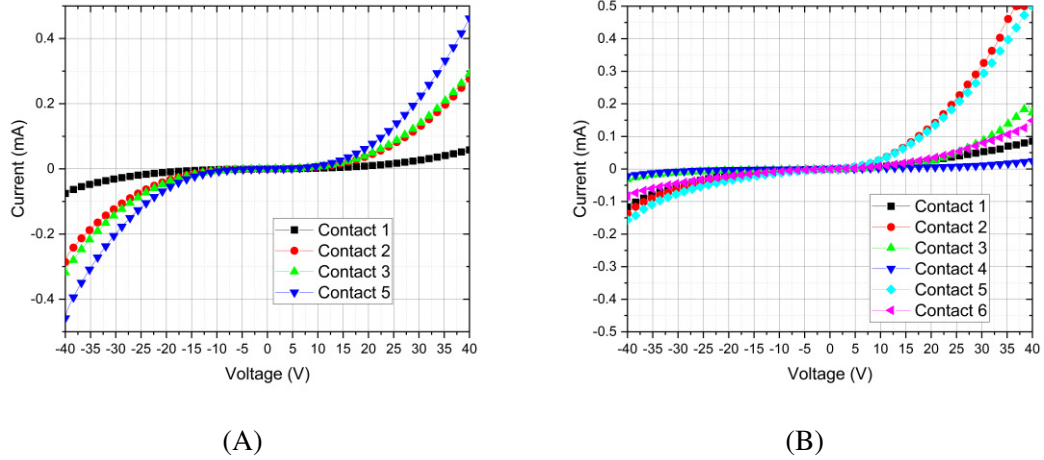 0.4
0.2
0
-0.2
-0.4
Current (mA)
-40 -35 -30 -25 -20 -15 -10 -5 0 5 10 15 20 25 30 35 40
Voltage (V)
Contact 1
Contact 2
Contact 3
Contact 5
(A)
0.5
0.4
0.3
0.2
0.1
0
-0.1
-0.2
-0.3
-0.4
-0.5
Current (mA)
-40 -35 -30 -25 -20 -15 -10 -5 0 5 10 15 20 25 30 35 40
Voltage (V)
Contact 1
Contact 2
Contact 3
Contact 4
Contact 5
Contact 6
(B)